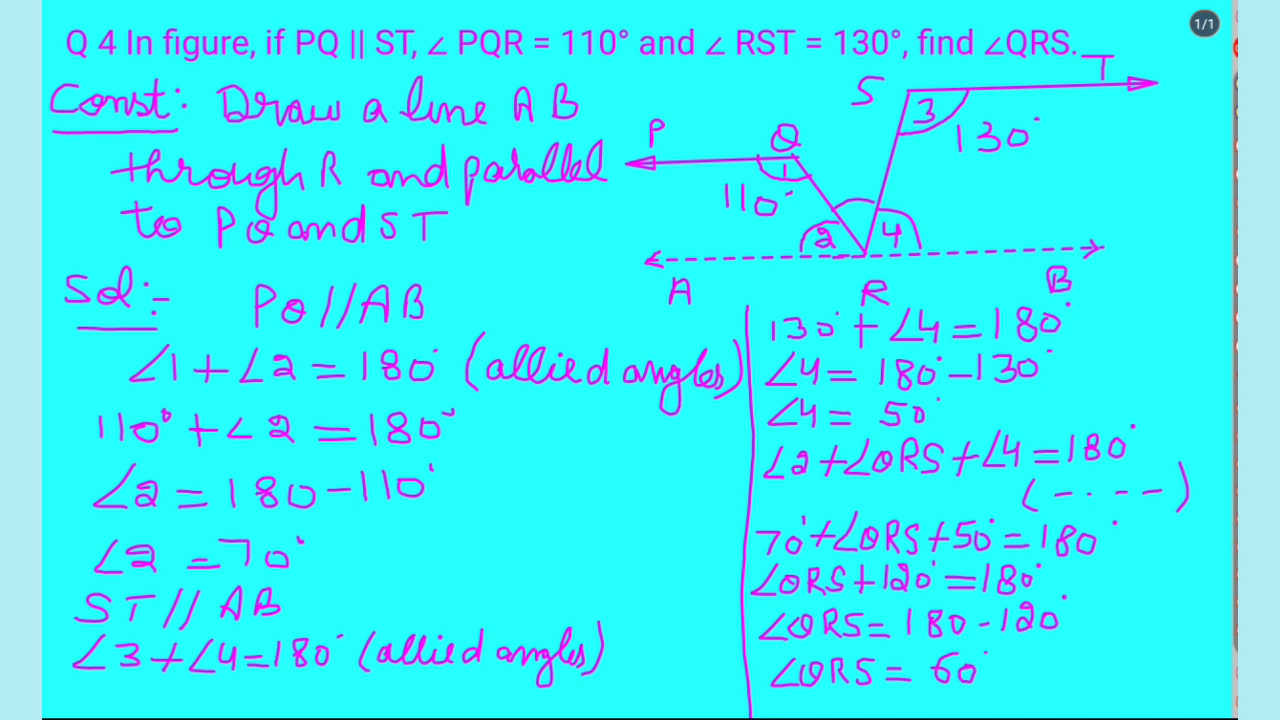 1/1
Q 4 In figure, if PQ || ST, ∠ PQR = 110° and ∠ RST = 130°, find ∠QRS.
Const: Draw a line AB
through R and parallel
to PQ and ST
S
T
3
130°
P
Q
1
110°
2
4
A
R
B
Sol:-
PQ // AB
∠1 + ∠2 = 180° (allied angles)
110° + ∠2 = 180°
∠2 = 180 - 110°
∠2 = 70°
ST // AB
∠3 + ∠4 = 180° (allied angles)
130° + ∠4 = 180°
∠4 = 180° - 130°
∠4 = 50°
∠2 + ∠QRS + ∠4 = 180°
(- - - -)
70° + ∠QRS + 50° = 180°
∠QRS + 120° = 180°
∠QRS = 180 - 120°
∠QRS = 60°